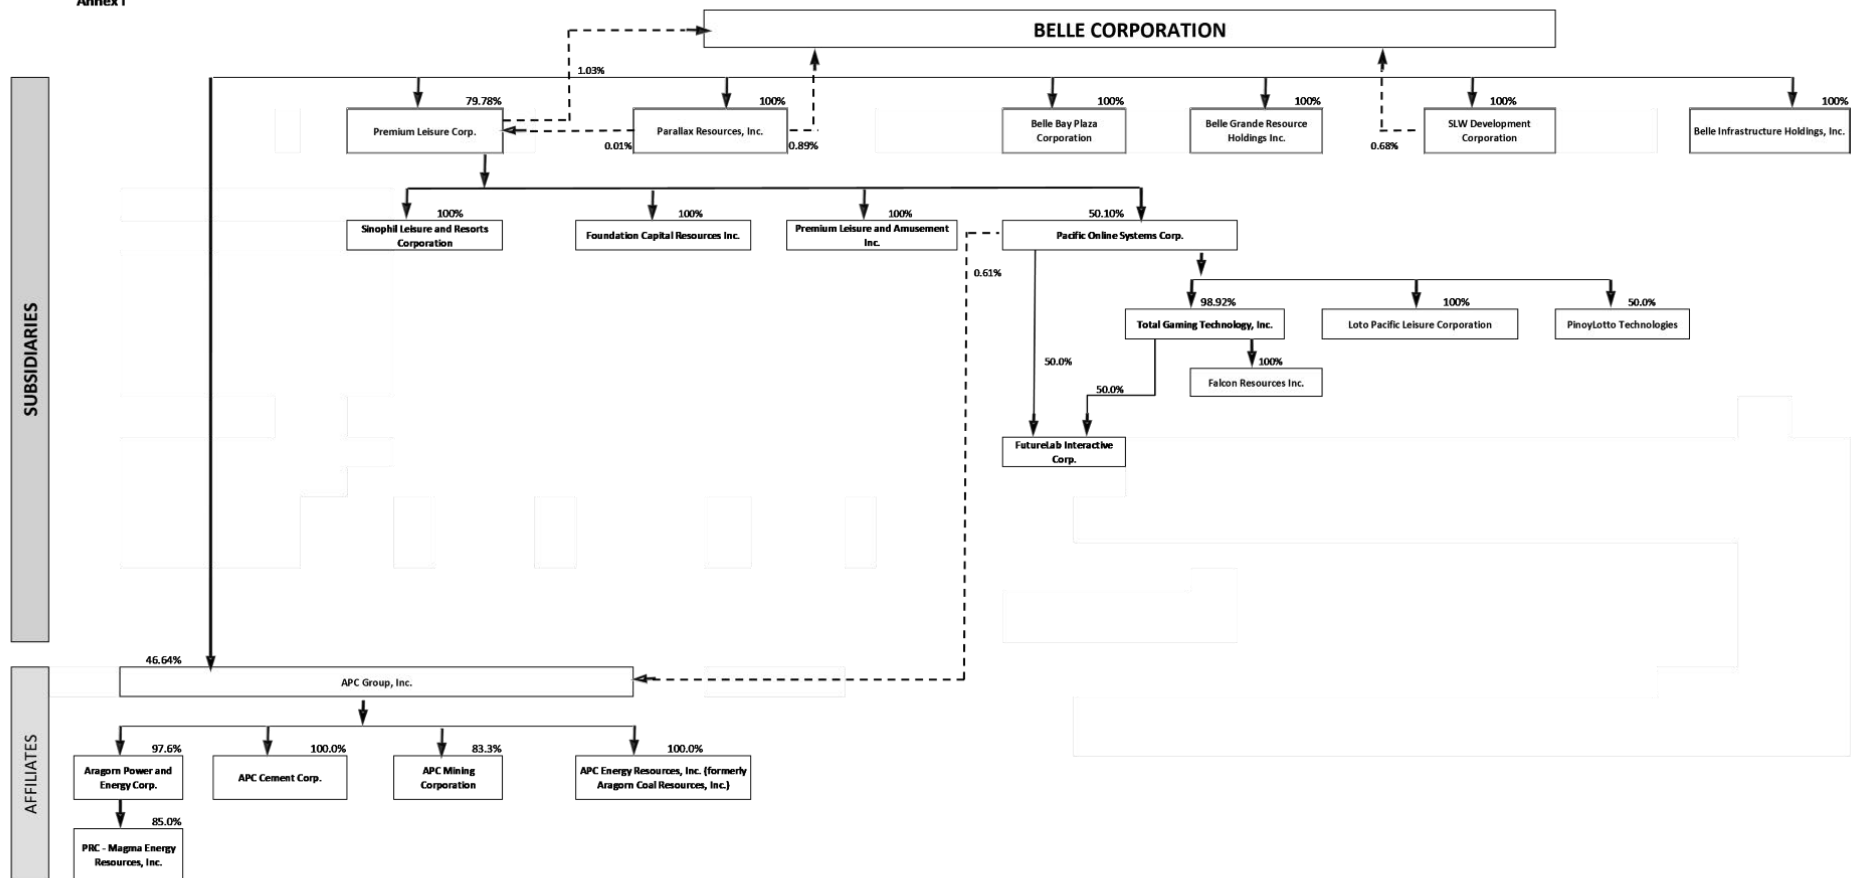 Annex I
BELLE CORPORATION
1.03%
79.78%
100%
100%
100%
100%
100%
Premium Leisure Corp.
Parallax Resources, Inc.
Belle Bay Plaza
Corporation
Belle Grande Resource
Holdings Inc.
SLW Development
Corporation
Belle Infrastructure Holdings, Inc.
0.01%
0.89%
0.68%
100%
100%
100%
50.10%
Sinophil Leisure and Resorts
Corporation
Foundation Capital Resources Inc.
Premium Leisure and Amusement
Inc.
Pacific Online Systems Corp.
0.61%
98.92%
100%
50.0%
Total Gaming Technology, Inc.
Loto Pacific Leisure Corporation
PinoyLotto Technologies
50.0%
100%
50.0%
Falcon Resources Inc.
FutureLab Interactive
Corp.
SUBSIDIARIES
46.64%
APC Group, Inc.
97.6%
100.0%
83.3%
100.0%
Aragorn Power and
Energy Corp.
APC Cement Corp.
APC Mining
Corporation
APC Energy Resources, Inc. (formerly
Aragorn Coal Resources, Inc.)
85.0%
PRC - Magma Energy
Resources, Inc.
AFFILIATES